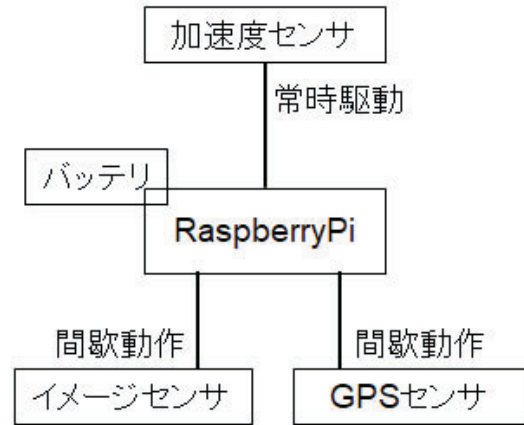 加速度センサ
常時駆動
バッテリ
RaspberryPi
間歇動作
間歇動作
イメージセンサ
GPSセンサ